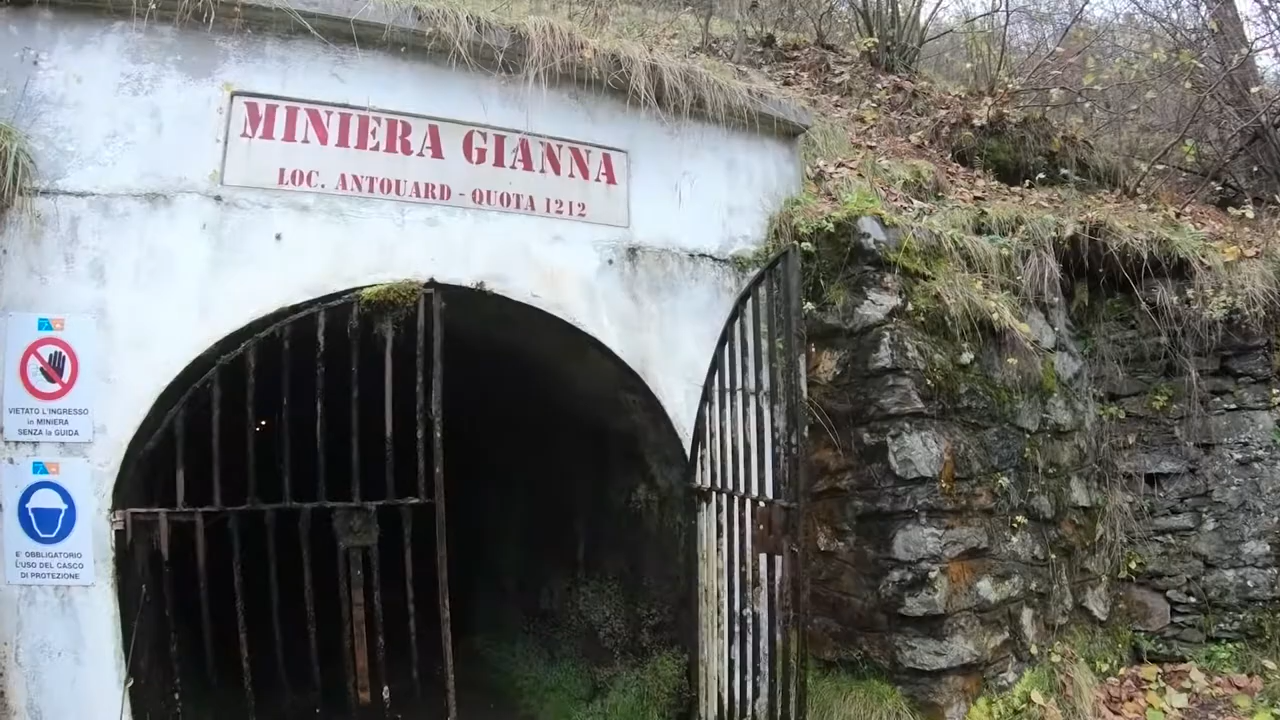 MINIERA GIANNA
LOC. ANTOUARD - QUOTA 1212
VIETATO L'INGRESSO
in MINIERA
SENZA la GUIDA
E' OBBLIGATORIO
L'USO DEL CASCO
DI PROTEZIONE